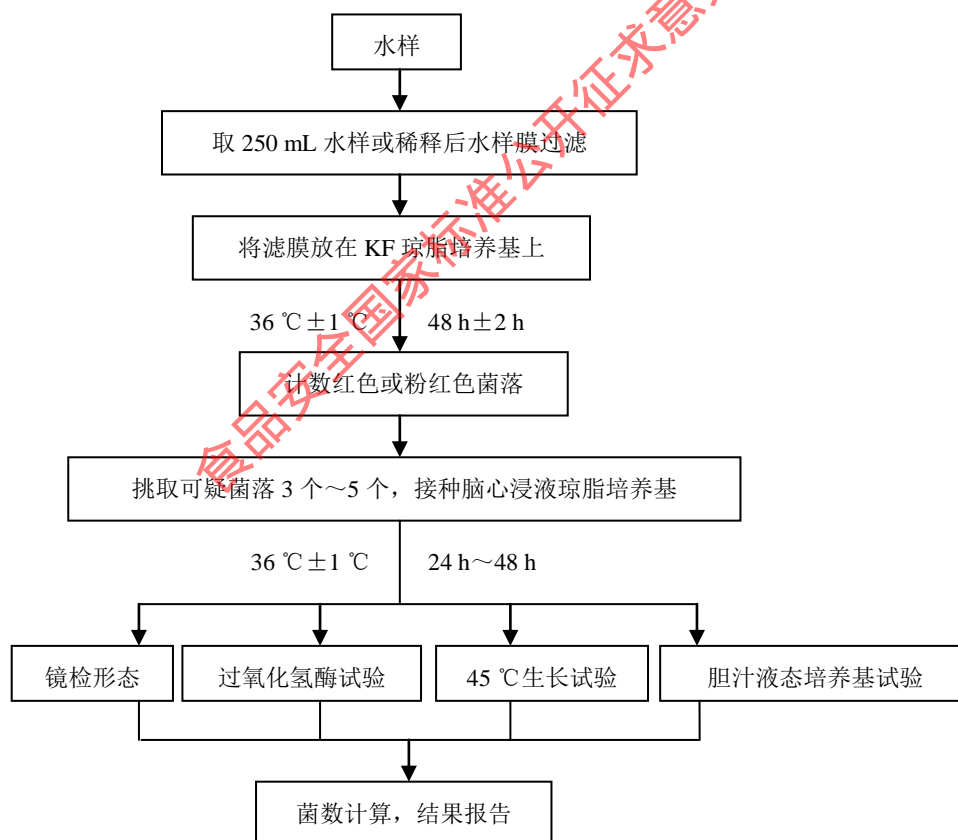 水样
取 250 mL 水样或稀释后水样膜过滤
将滤膜放在 KF 琼脂培养基上
36 ℃±1 ℃ 48 h±2 h
计数红色或粉红色菌落
挑取可疑菌落 3 个～5 个，接种脑心浸液琼脂培养基
36 ℃±1 ℃ 24 h～48 h
镜检形态 过氧化氢酶试验 45 ℃生长试验 胆汁液态培养基试验
菌数计算，结果报告
食品安全国家标准公开征求意